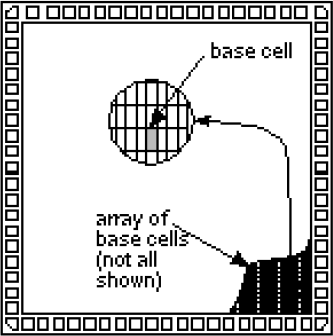 base cell
array of
base cells
(not all
shown)